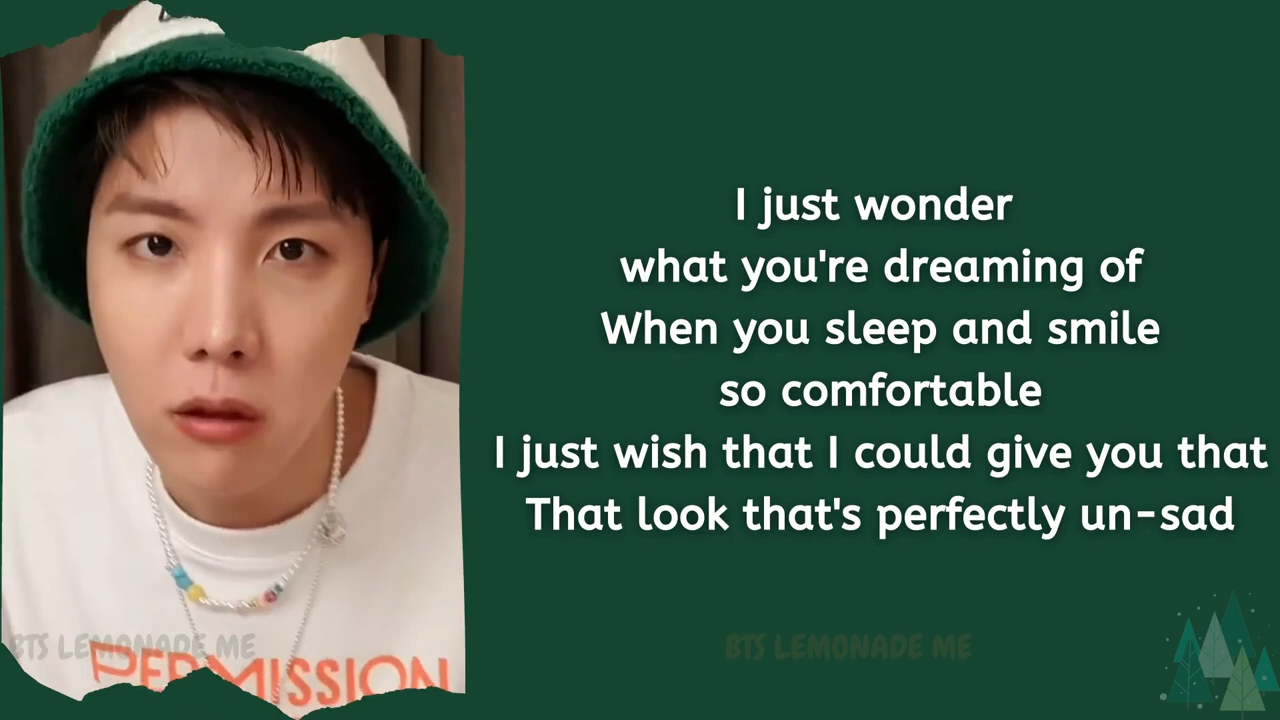 I just wonder
what you're dreaming of
When you sleep and smile
so comfortable
I just wish that I could give you that
That look that's perfectly un-sad
BTS LEMONADE ME
PERMISSION
BTS LEMONADE ME